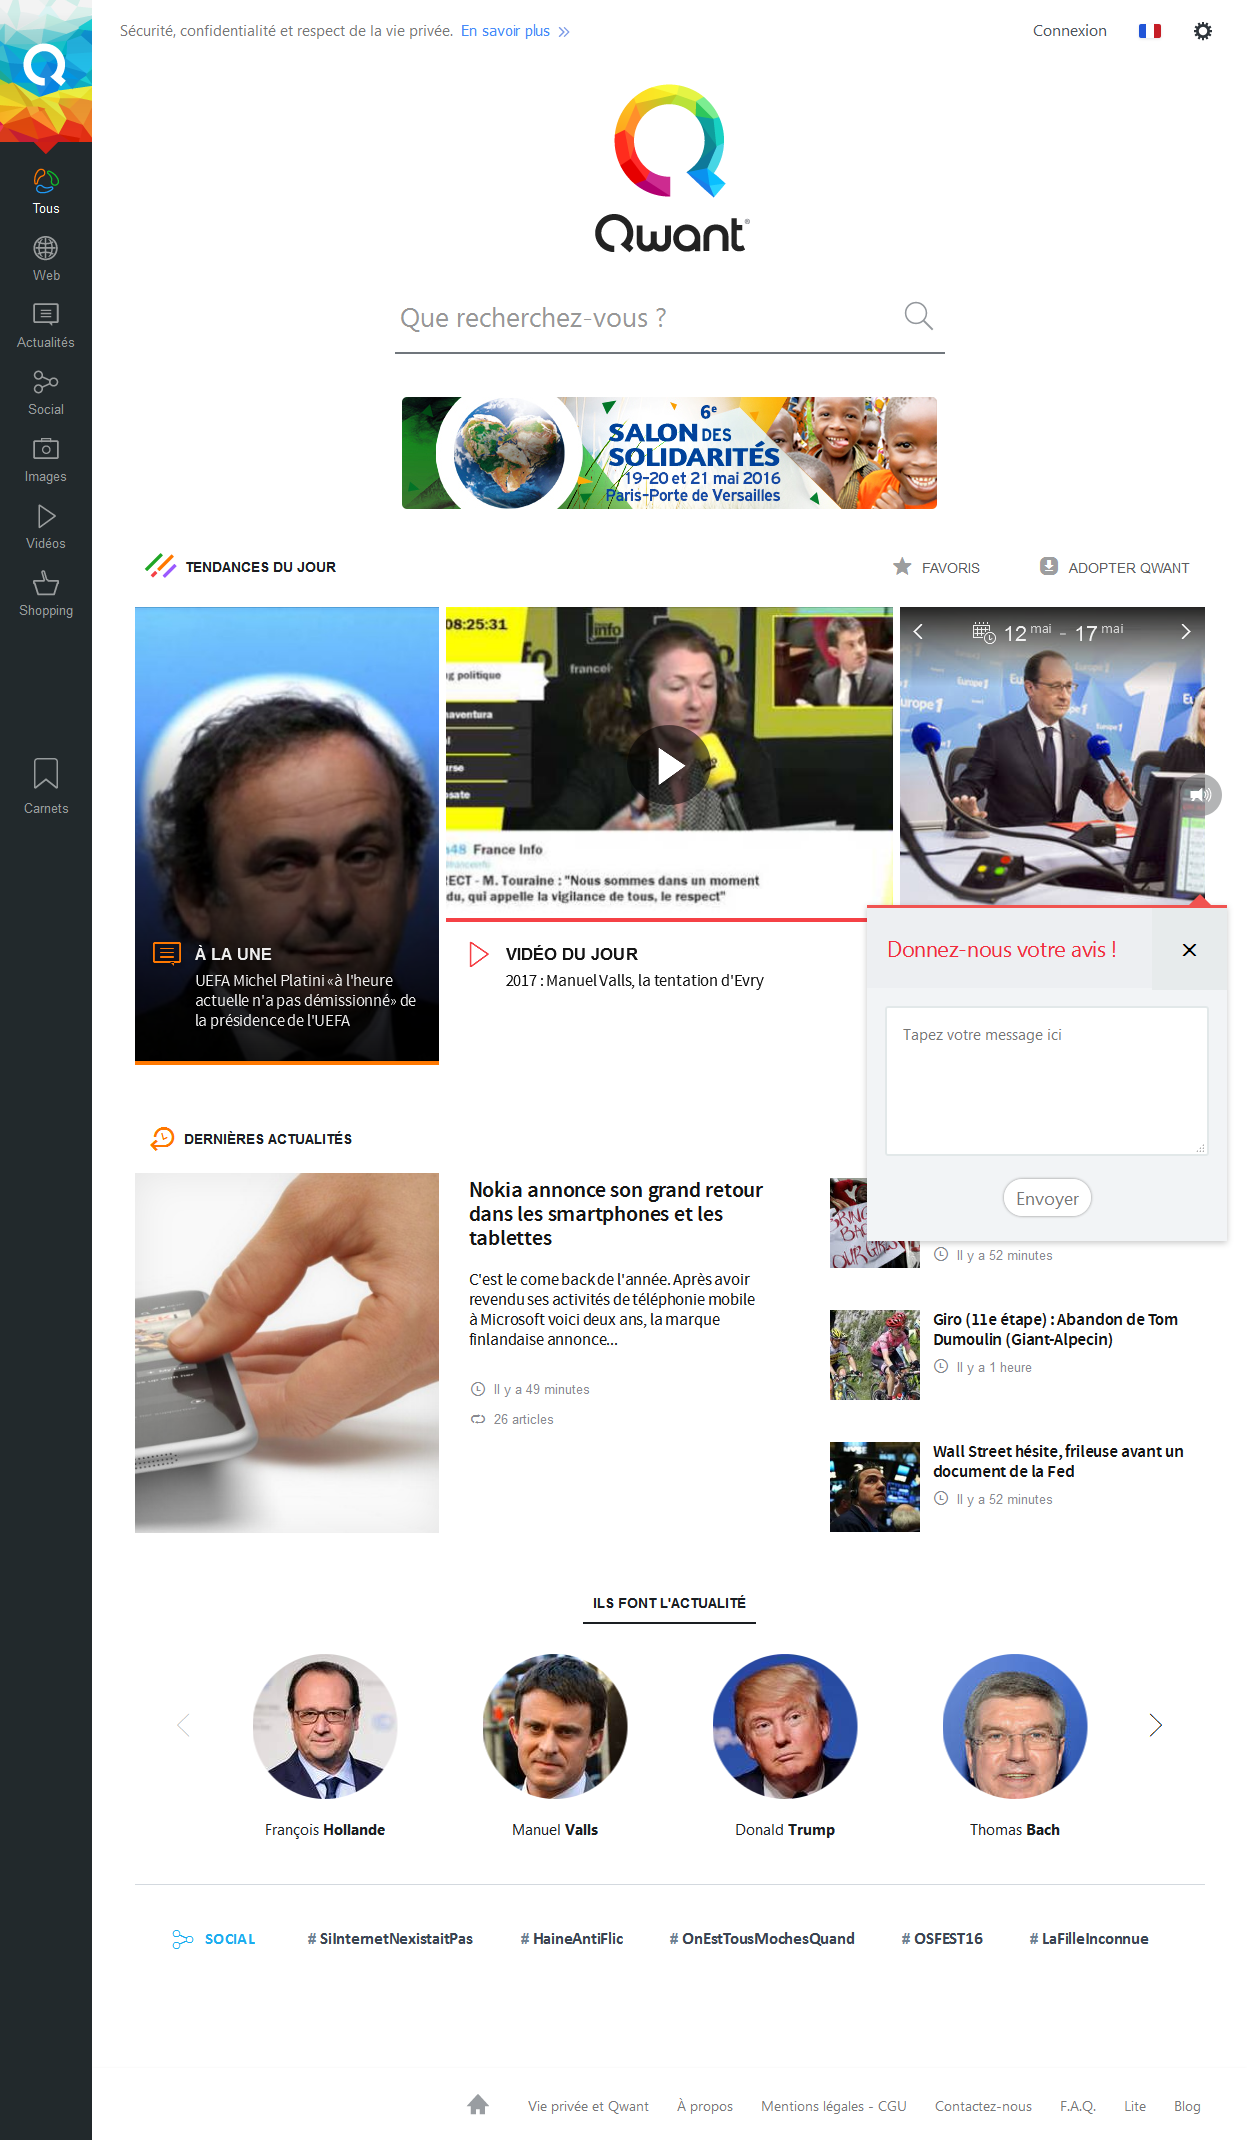 Sécurité, confidentialité et respect de la vie privée. En savoir plus
Connexion
Qwant
Tous
Web
Actualités
Social
Images
Vidéos
Shopping
Carnets
Que recherchez-vous ?
6e
SALON DES
SOLIDARITÉS
19-20 et 21 mai 2016
Paris-Porte de Versailles
TENDANCES DU JOUR
FAVORIS
ADOPTER QWANT
À LA UNE
UEFA Michel Platini «à l'heure
actuelle n'a pas démissionné» de
la présidence de l'UEFA
08:25:31
info
politique
France Info
ECT - M. Touraine : "Nous sommes dans un moment
du, qui appelle la vigilance de tous, le respect"
VIDÉO DU JOUR
2017 : Manuel Valls, la tentation d'Evry
12 mai - 17 mai
Europe 1
Donnez-nous votre avis !
Tapez votre message ici
Envoyer
DERNIÈRES ACTUALITÉS
Nokia annonce son grand retour
dans les smartphones et les
tablettes
C'est le come back de l'année. Après avoir
revendu ses activités de téléphonie mobile
à Microsoft voici deux ans, la marque
finlandaise annonce...
Il y a 49 minutes
26 articles
BRING
BACK
OUR GIRLS
Il y a 52 minutes
Giro (11e étape) : Abandon de Tom
Dumoulin (Giant-Alpecin)
Il y a 1 heure
Wall Street hésite, frileuse avant un
document de la Fed
Il y a 52 minutes
ILS FONT L'ACTUALITÉ
François Hollande
Manuel Valls
Donald Trump
Thomas Bach
SOCIAL
# SiInternetNexistaitPas
# HaineAntiFlic
# OnEstTousMochesQuand
# OSFEST16
# LaFilleInconnue
Vie privée et Qwant
À propos
Mentions légales - CGU
Contactez-nous
F.A.Q.
Lite
Blog